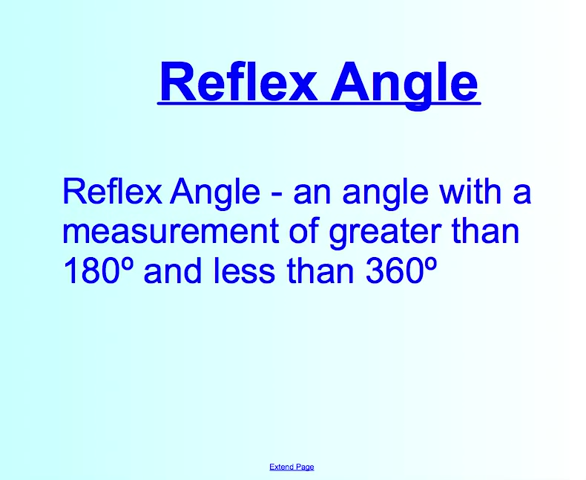 Reflex Angle
Reflex Angle - an angle with a
measurement of greater than
180º and less than 360º
Extend Page